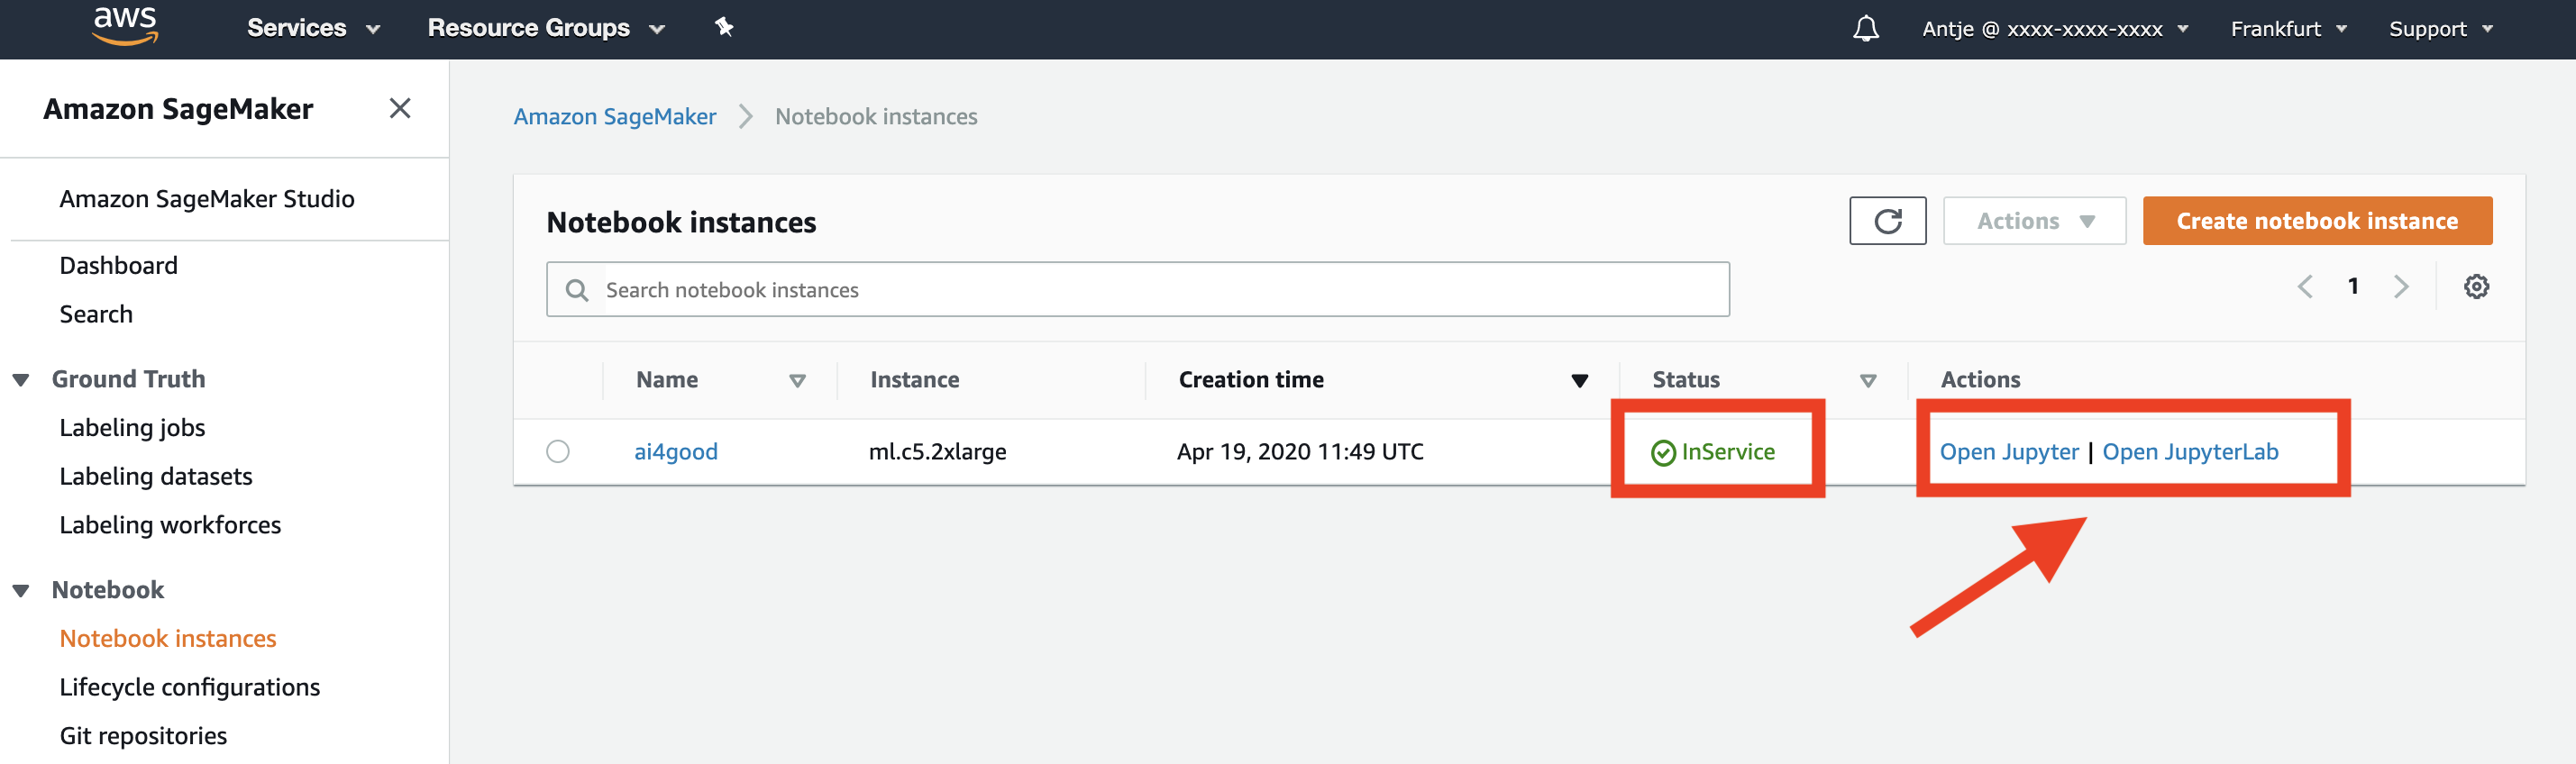 aws Services Resource Groups Antje @ xxxx-xxxx-xxxx Frankfurt Support
Amazon SageMaker
Amazon SageMaker Studio
Dashboard
Search
Ground Truth
Labeling jobs
Labeling datasets
Labeling workforces
Notebook
Notebook instances
Lifecycle configurations
Git repositories
Amazon SageMaker Notebook instances
Notebook instances Actions Create notebook instance
Search notebook instances 1
Name Instance Creation time Status Actions
ai4good ml.c5.2xlarge Apr 19, 2020 11:49 UTC InService Open Jupyter | Open JupyterLab